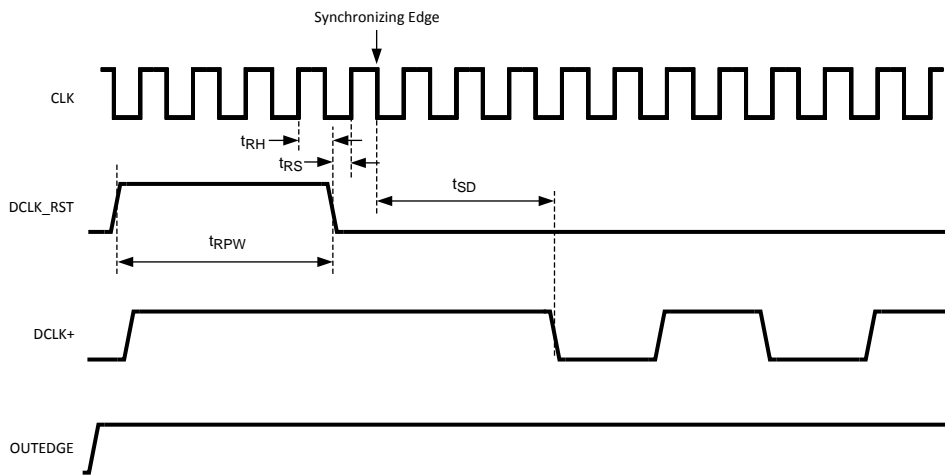 Synchronizing Edge
CLK
tRH
tRS
tSD
DCLK_RST
tRPW
DCLK+
OUTEDGE